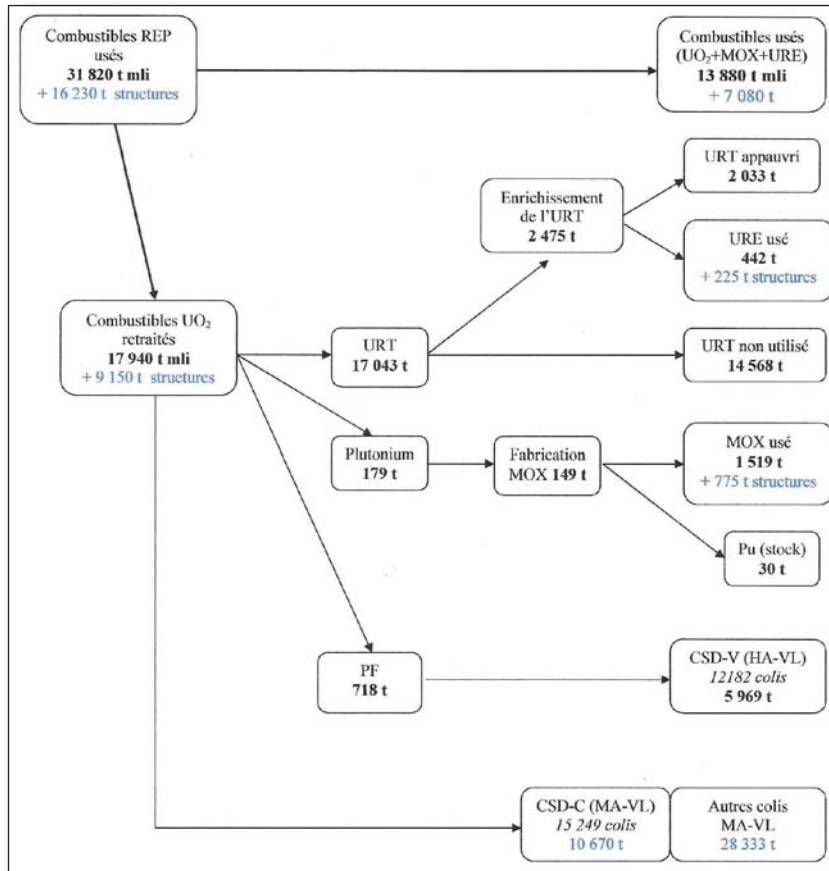 Combustibles REP
usés
31 820 t mli
+ 16 230 t structures
Combustibles usés
(UO₂+MOX+URE)
13 880 t mli
+ 7 080 t
URT appauvri
2 033 t
Enrichissement
de l'URT
2 475 t
URE usé
442 t
+ 225 t structures
Combustibles UO₂
retraités
17 940 t mli
+ 9 150 t structures
URT
17 043 t
URT non utilisé
14 568 t
Plutonium
179 t
Fabrication
MOX 149 t
MOX usé
1 519 t
+ 775 t structures
Pu (stock)
30 t
PF
718 t
CSD-V (HA-VL)
12182 colis
5 969 t
CSD-C (MA-VL)
15 249 colis
10 670 t
Autres colis
MA-VL
28 333 t